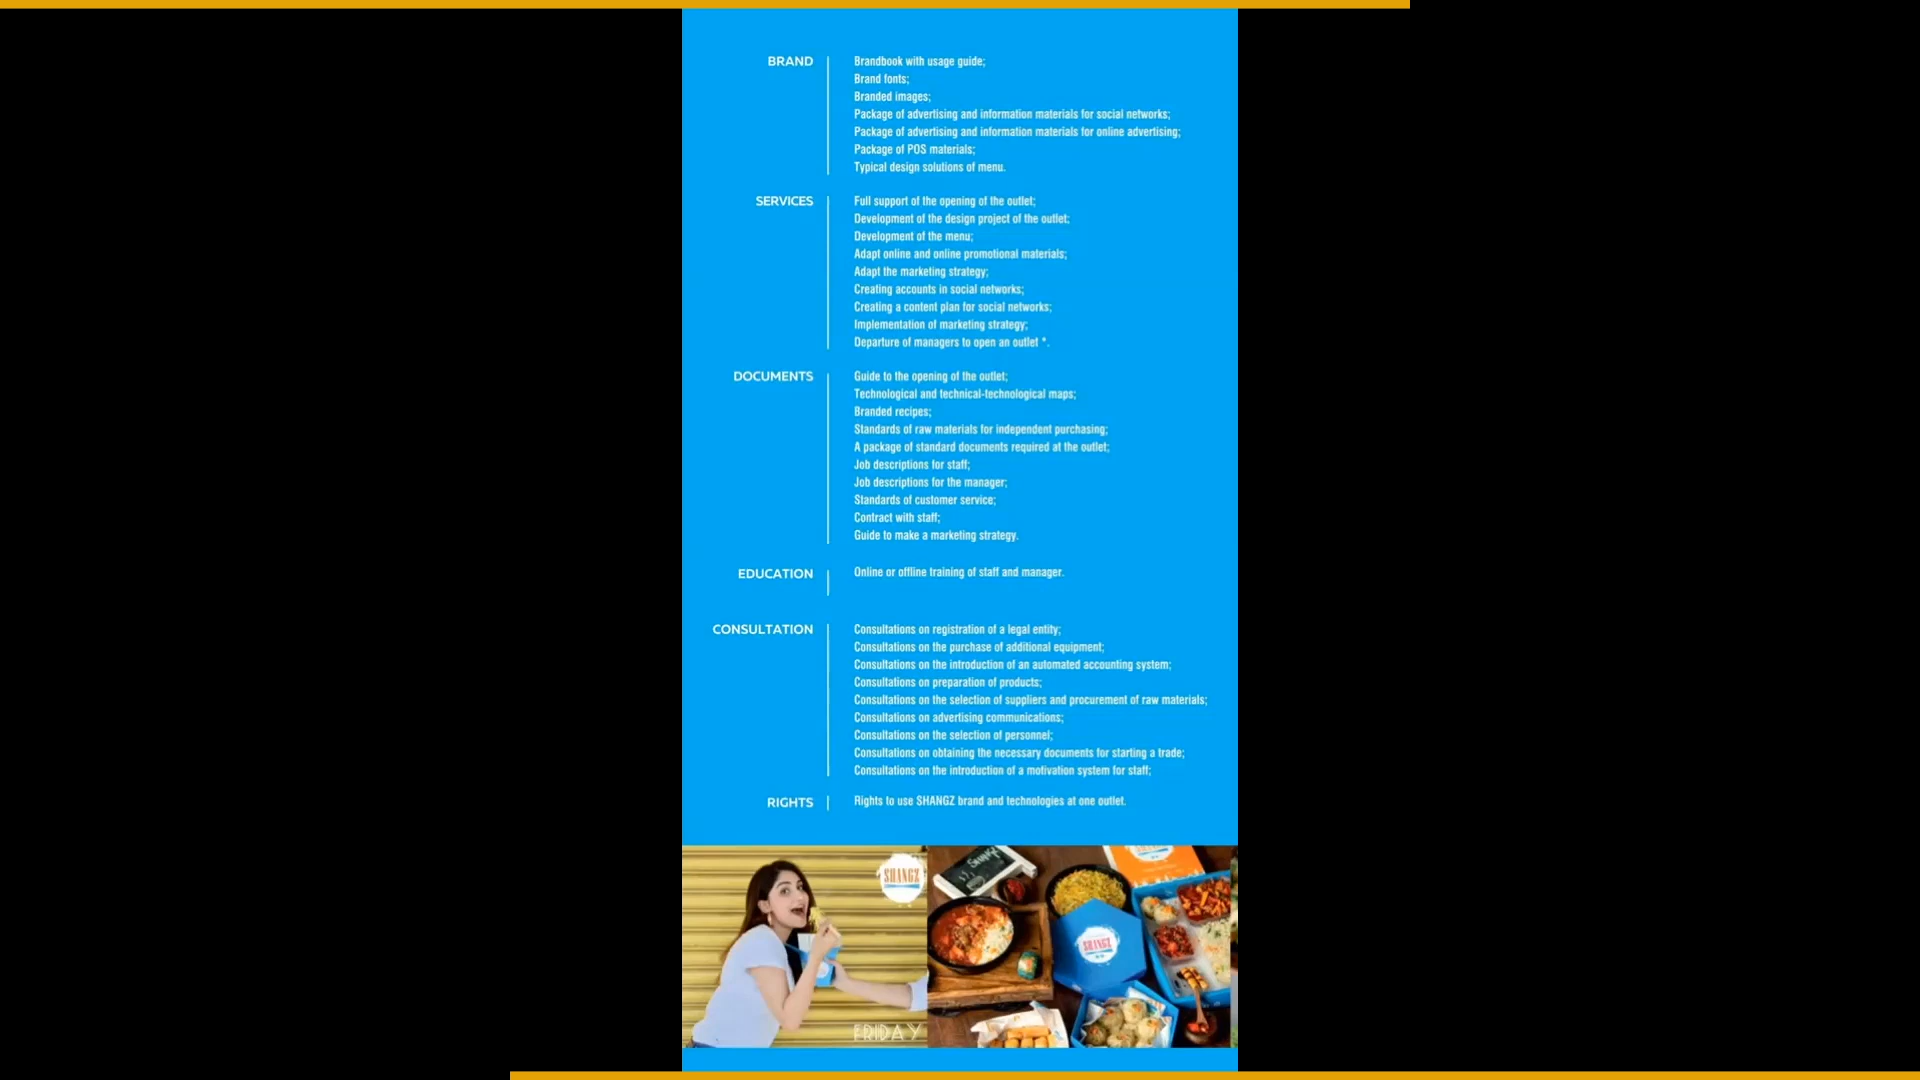 BRAND
Brandbook with usage guide;
Brand fonts;
Branded images;
Package of advertising and information materials for social networks;
Package of advertising and information materials for online advertising;
Package of POS materials;
Typical design solutions of menu.
SERVICES
Full support of the opening of the outlet;
Development of the design project of the outlet;
Development of the menu;
Adapt online and online promotional materials;
Adapt the marketing strategy;
Creating accounts in social networks;
Creating a content plan for social networks;
Implementation of marketing strategy;
Departure of managers to open an outlet *.
DOCUMENTS
Guide to the opening of the outlet;
Technological and technical-technological maps;
Branded recipes;
Standards of raw materials for independent purchasing;
A package of standard documents required at the outlet;
Job descriptions for staff;
Job descriptions for the manager;
Standards of customer service;
Contract with staff;
Guide to make a marketing strategy.
EDUCATION
Online or offline training of staff and manager.
CONSULTATION
Consultations on registration of a legal entity;
Consultations on the purchase of additional equipment;
Consultations on the introduction of an automated accounting system;
Consultations on preparation of products;
Consultations on the selection of suppliers and procurement of raw materials;
Consultations on advertising communications;
Consultations on the selection of personnel;
Consultations on obtaining the necessary documents for starting a trade;
Consultations on the introduction of a motivation system for staff;
RIGHTS
Rights to use SHANGZ brand and technologies at one outlet.
SHANGZ
SHANGZ
SHANGZ
FRIDAY